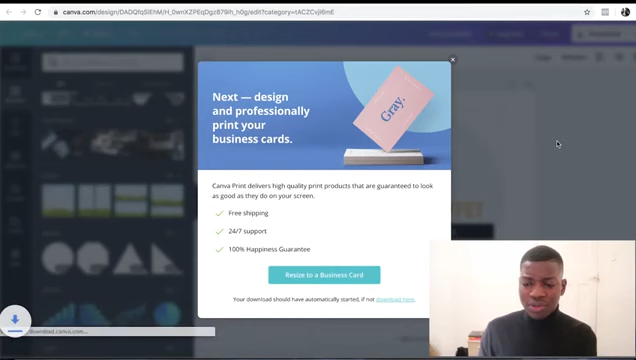 canva.com/design/DADQfqSlEhM/H_0wnXZPEqDgz879ih_h0g/edit?category=tACZCvjI6mE
Next — design
and professionally
print your
business cards.
Gray.
Canva Print delivers high quality print products that are guaranteed to look
as good as they do on your screen.
Free shipping
24/7 support
100% Happiness Guarantee
Resize to a Business Card
Your download should have automatically started, if not download here.
download.canva.com...